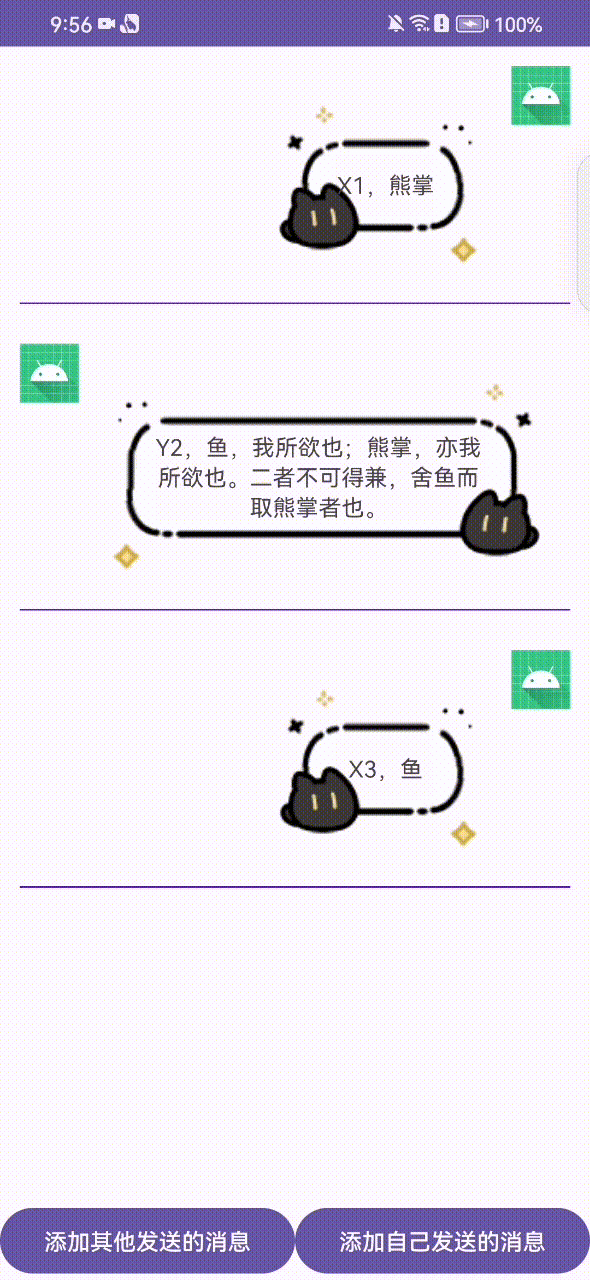 9:56
100%
X1，熊掌
Y2，鱼，我所欲也；熊掌，亦我
所欲也。二者不可得兼，舍鱼而
取熊掌者也。
X3，鱼
添加其他发送的消息
添加自己发送的消息